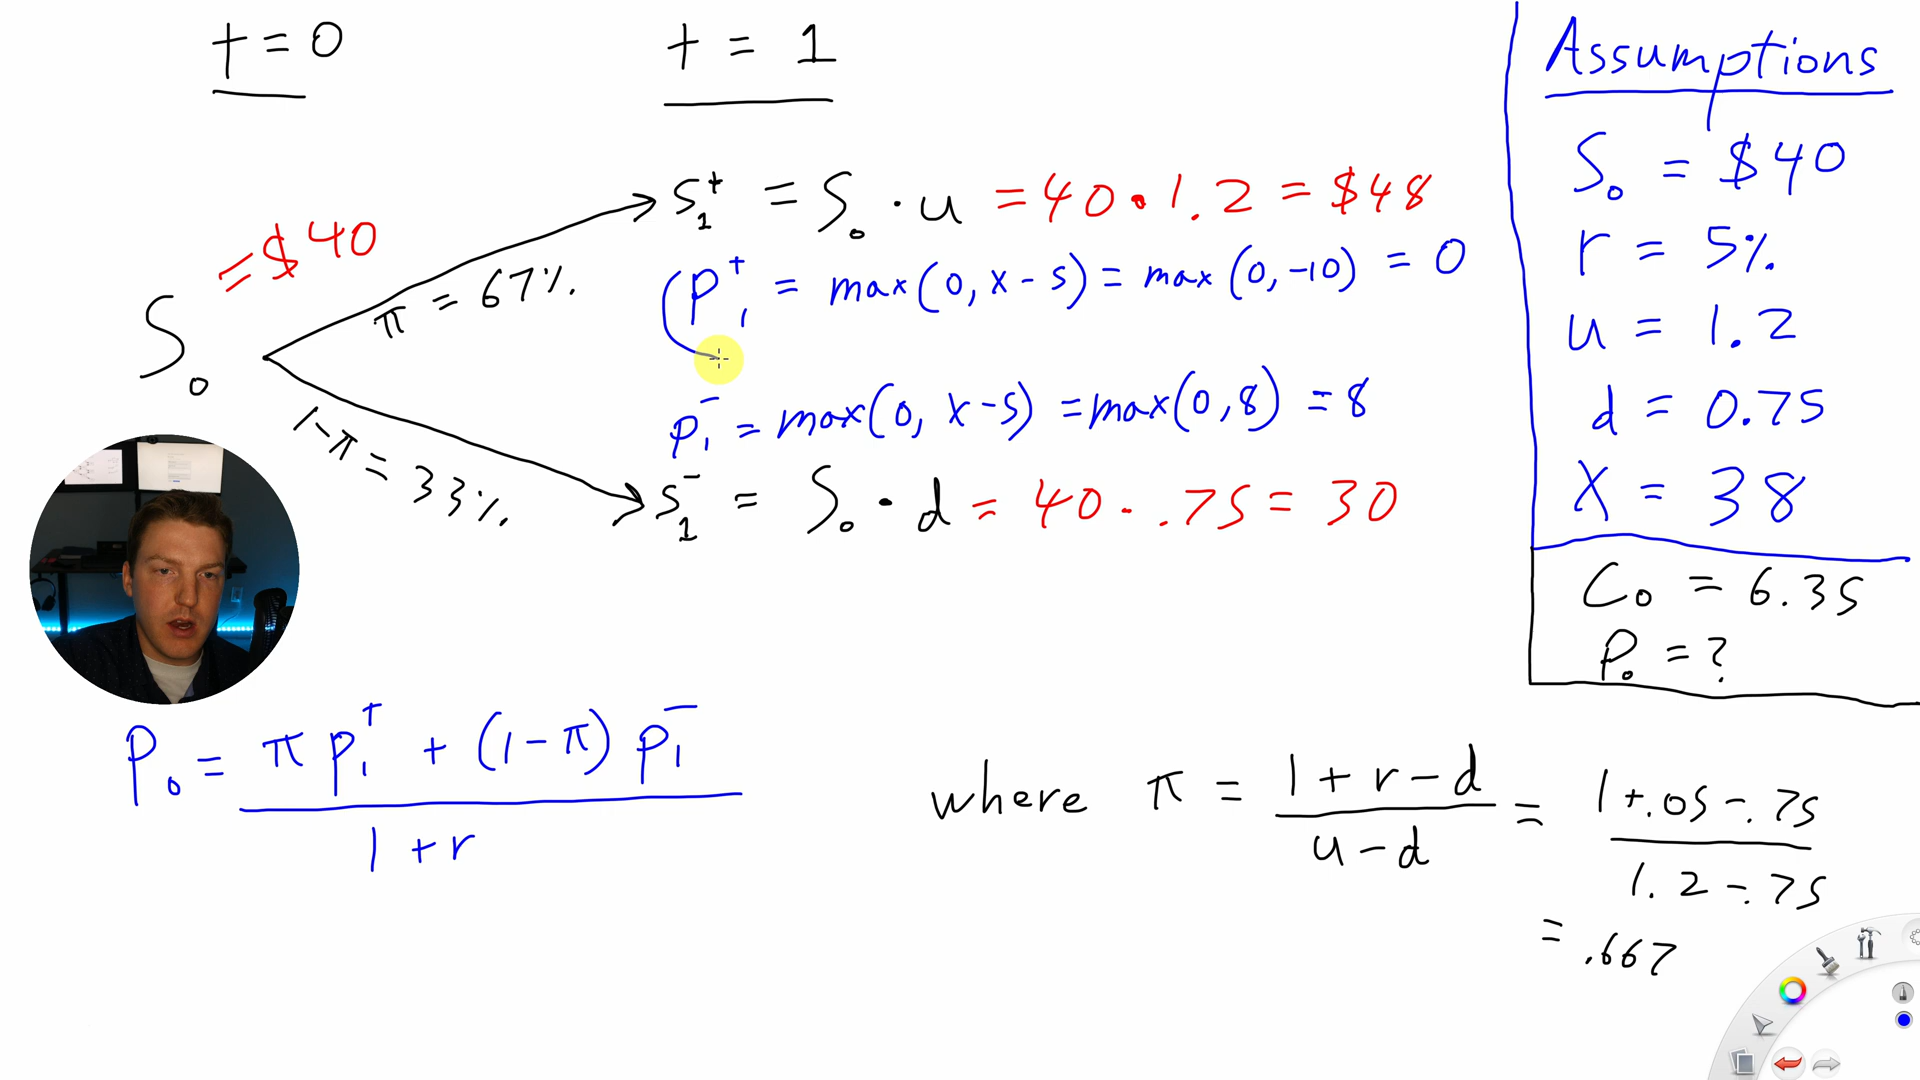 t = 0
t = 1
Assumptions
S₀ = $40
r = 5%
u = 1.2
d = 0.75
X = 38
C₀ = 6.35
P₀ = ?
S₀ = $40
π = 67%
1-π = 33%
S₁⁺ = S₀ · u = 40 · 1.2 = $48
P₁⁺ = max(0, x - s) = max(0, -10) = 0
P₁⁻ = max(0, x-s) = max(0,8) = 8
S₁⁻ = S₀ · d = 40 · .75 = 30
P₀ = π P₁⁺ + (1-π) P₁⁻
1 + r
where π = 1 + r - d = 1 + .05 - .75
u - d
1.2 - .75
= .667